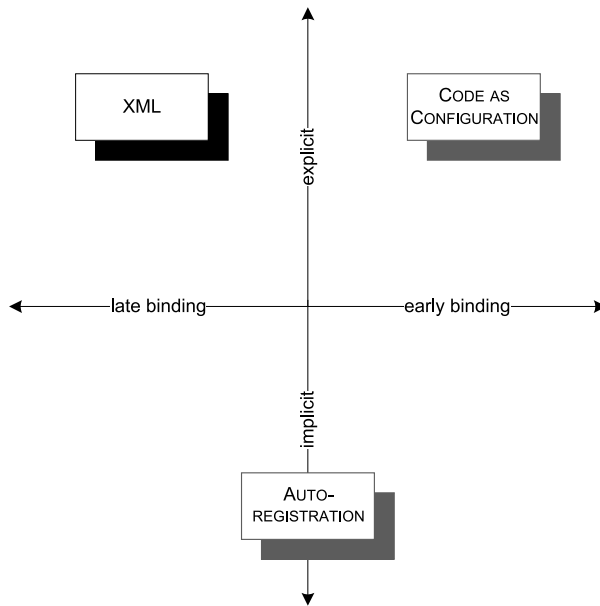 XML
CODE AS
CONFIGURATION
explicit
late binding
early binding
implicit
AUTO-
REGISTRATION